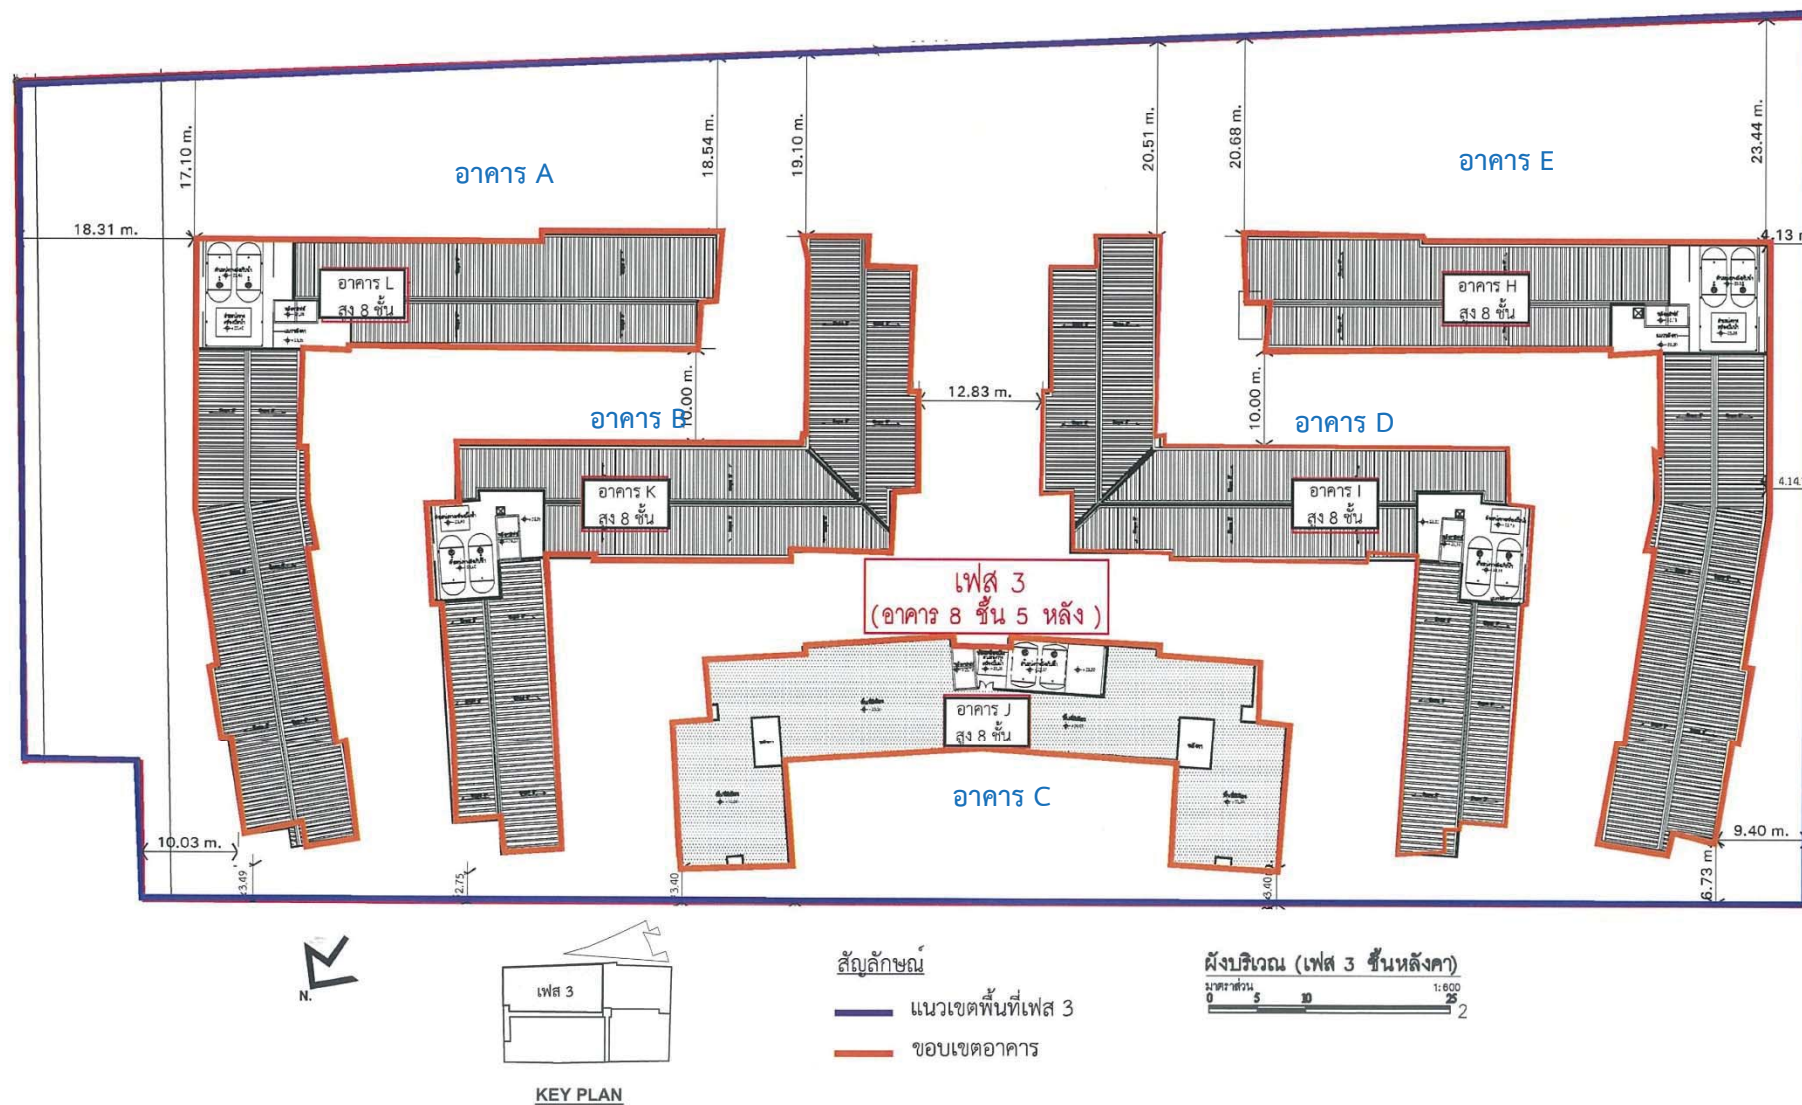 17.10 m.
18.54 m.
19.10 m.
20.51 m.
20.68 m.
23.44 m.
อาคาร A
อาคาร E
18.31 m.
4.13 m
อาคาร L
สูง 8 ชั้น
อาคาร H
สูง 8 ชั้น
10.00 m.
12.83 m.
10.00 m.
อาคาร B
อาคาร D
อาคาร K
สูง 8 ชั้น
อาคาร I
สูง 8 ชั้น
4.14
เฟส 3
(อาคาร 8 ชั้น 5 หลัง )
อาคาร J
สูง 8 ชั้น
อาคาร C
10.03 m.
9.40 m.
3.49
2.75
3.40
3.40
6.73 m
N.
เฟส 3
KEY PLAN
สัญลักษณ์
แนวเขตพื้นที่เฟส 3
ขอบเขตอาคาร
ผังบริเวณ (เฟส 3 ชั้นหลังคา)
มาตราส่วน 1:600
0 5 10 25
2